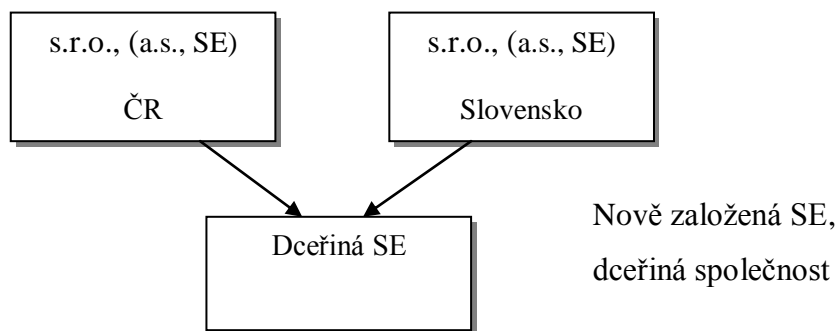 s.r.o., (a.s., SE)
ČR
s.r.o., (a.s., SE)
Slovensko
Dceřiná SE
Nově založená SE,
dceřiná společnost